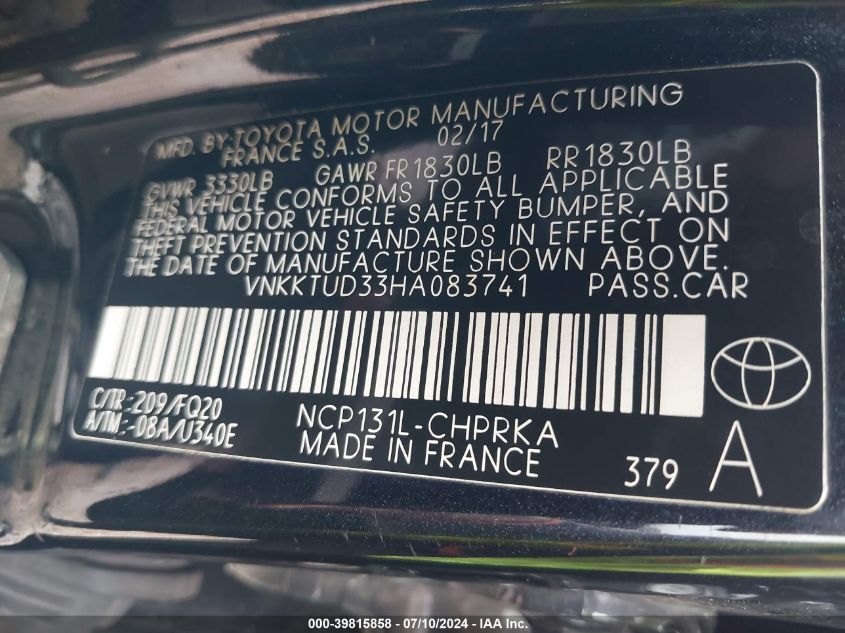 MFD. BY:TOYOTA MOTOR MANUFACTURING
FRANCE S.A.S. 02/17
GVWR 3330LB GAWR FR1830LB RR1830LB
THIS VEHICLE CONFORMS TO ALL APPLICABLE
FEDERAL MOTOR VEHICLE SAFETY BUMPER, AND
THEFT PREVENTION STANDARDS IN EFFECT ON
THE DATE OF MANUFACTURE SHOWN ABOVE.
VNKKTUD33HA083741 PASS.CAR
C/TR:209/FQ20
A/TM:-08A/U340E
NCP131L-CHPRKA
MADE IN FRANCE
379 A
000-39815858 - 07/10/2024 - IAA Inc.